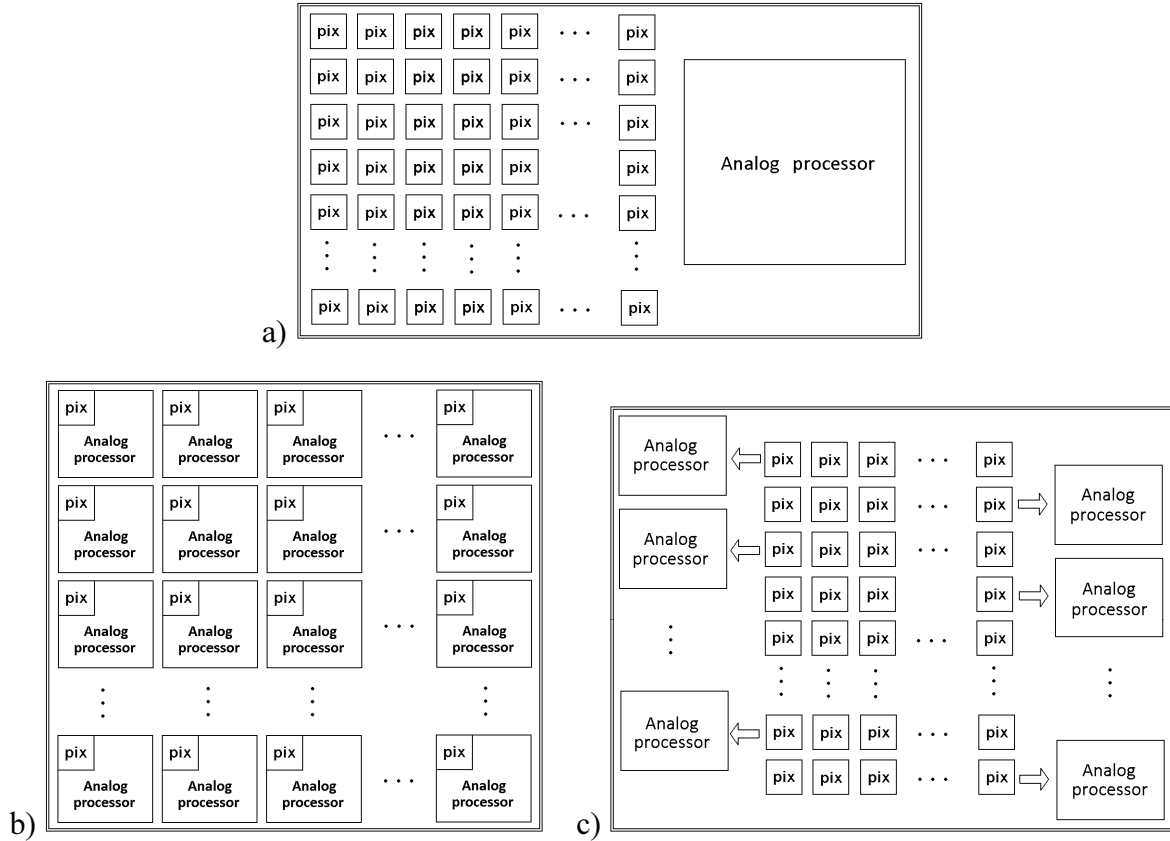 pix pix pix pix pix . . . pix
pix pix pix pix pix . . . pix
pix pix pix pix pix . . . pix
pix pix pix pix pix pix
Analog processor
pix pix pix pix pix . . . pix
pix pix pix pix pix . . . pix
a)
pix pix pix pix
Analog Analog Analog . . . Analog
processor processor processor processor
pix pix pix pix
Analog Analog Analog . . . Analog
processor processor processor processor
pix pix pix pix
Analog Analog Analog . . . Analog
processor processor processor processor
pix pix pix pix
Analog Analog Analog . . . Analog
processor processor processor processor
b)
Analog
processor
pix pix pix . . . pix
pix pix pix . . . pix
Analog
processor
Analog
processor
pix pix pix . . . pix
pix pix pix pix
Analog
processor
pix pix pix . . . pix
Analog
processor
pix pix pix . . . pix
pix pix pix . . . pix
Analog
processor
c)